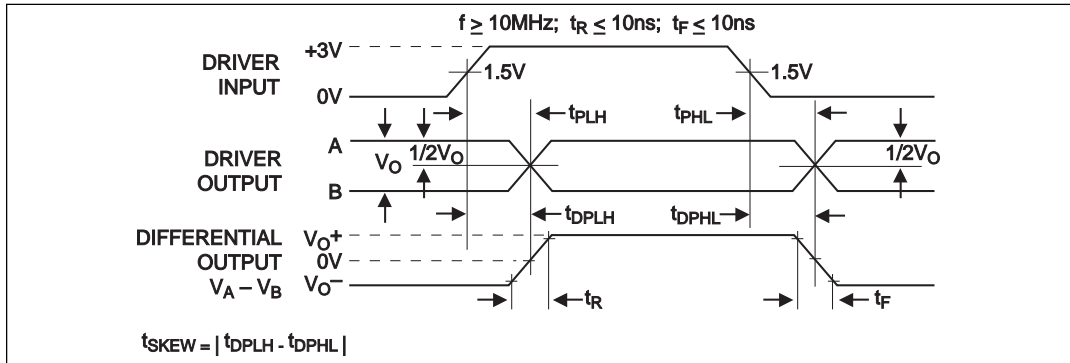 f ≥ 10MHz; tR ≤ 10ns; tF ≤ 10ns
+3V
DRIVER
INPUT
1.5V
1.5V
0V
tPLH
tPHL
A
DRIVER
OUTPUT
VO
1/2VO
1/2VO
B
tDPLH
tDPHL
DIFFERENTIAL
OUTPUT
VA – VB
VO+
0V
VO–
tR
tF
tSKEW = | tDPLH - tDPHL |